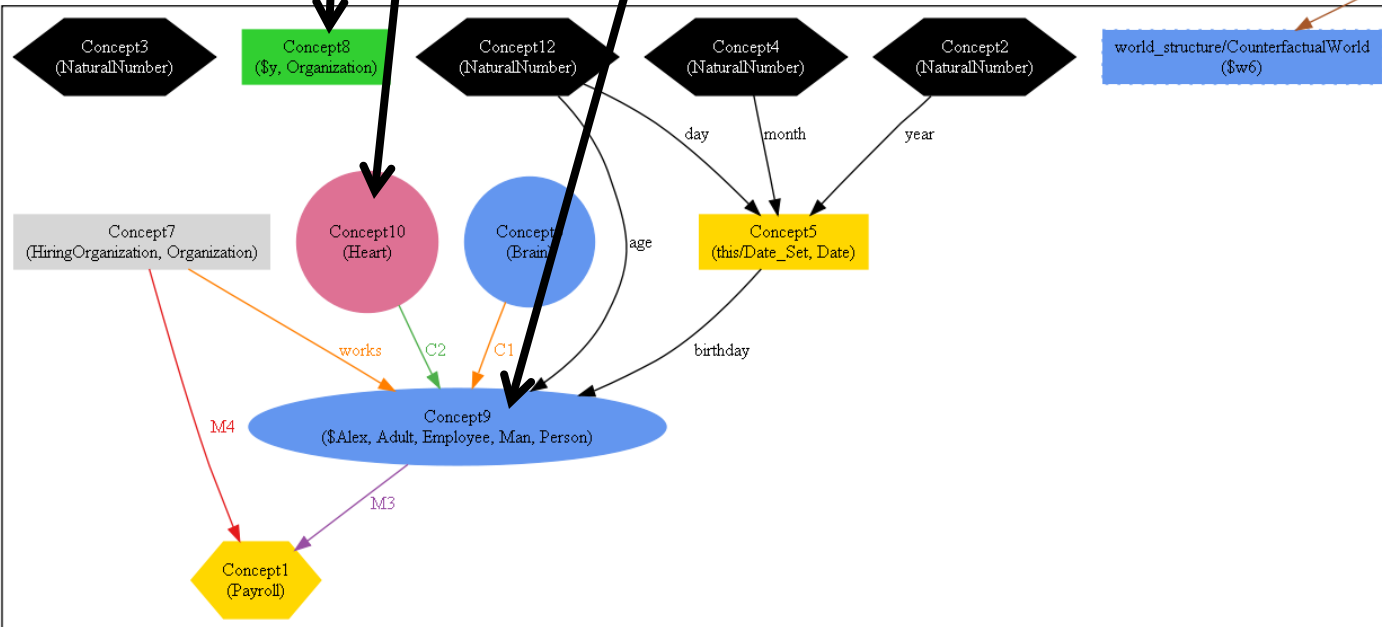 Concept3
(NaturalNumber)
Concept8
($y, Organization)
Concept12
(NaturalNumber)
Concept4
(NaturalNumber)
Concept2
(NaturalNumber)
world_structure/CounterfactualWorld
($w6)
day
month
year
Concept7
(HiringOrganization, Organization)
Concept10
(Heart)
Concept
(Brain)
age
Concept5
(this/Date_Set, Date)
works
C2
C1
birthday
M4
Concept9
($Alex, Adult, Employee, Man, Person)
M3
Concept1
(Payroll)